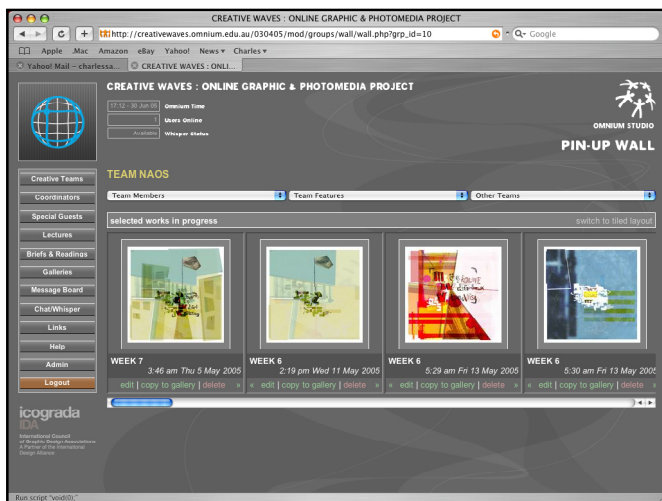 CREATIVE WAVES : ONLINE GRAPHIC & PHOTOMEDIA PROJECT
http://creativewaves.omnium.edu.au/030405/mod/groups/wall/wall.php?grp_id=10
Google
Apple .Mac Amazon eBay Yahoo! News Charles
Yahoo! Mail – charlessa... CREATIVE WAVES : ONLI...
CREATIVE WAVES : ONLINE GRAPHIC & PHOTOMEDIA PROJECT
17:12 - 30 Jun 05 Omnium Time
1 Users Online
Available Whisper Status
OMNIUM STUDIO
PIN-UP WALL
TEAM NAOS
Team Members Team Features Other Teams
selected works in progress switch to tiled layout
Creative Teams
Coordinators
Special Guests
Lectures
Briefs & Readings
Galleries
Message Board
Chat/Whisper
Links
Help
Admin
Logout
WEEK 7
3:46 am Thu 5 May 2005
edit | copy to gallery | delete »
WEEK 6
2:19 pm Wed 11 May 2005
« edit | copy to gallery | delete »
WEEK 6
5:29 am Fri 13 May 2005
« edit | copy to gallery | delete »
WEEK 6
5:30 am Fri 13 May 2005
« edit | copy to gallery | delete »
icograda
IDA
International Council
of Graphic Design Associations
A Partner of the International
Design Alliance
Run script "void(0);"